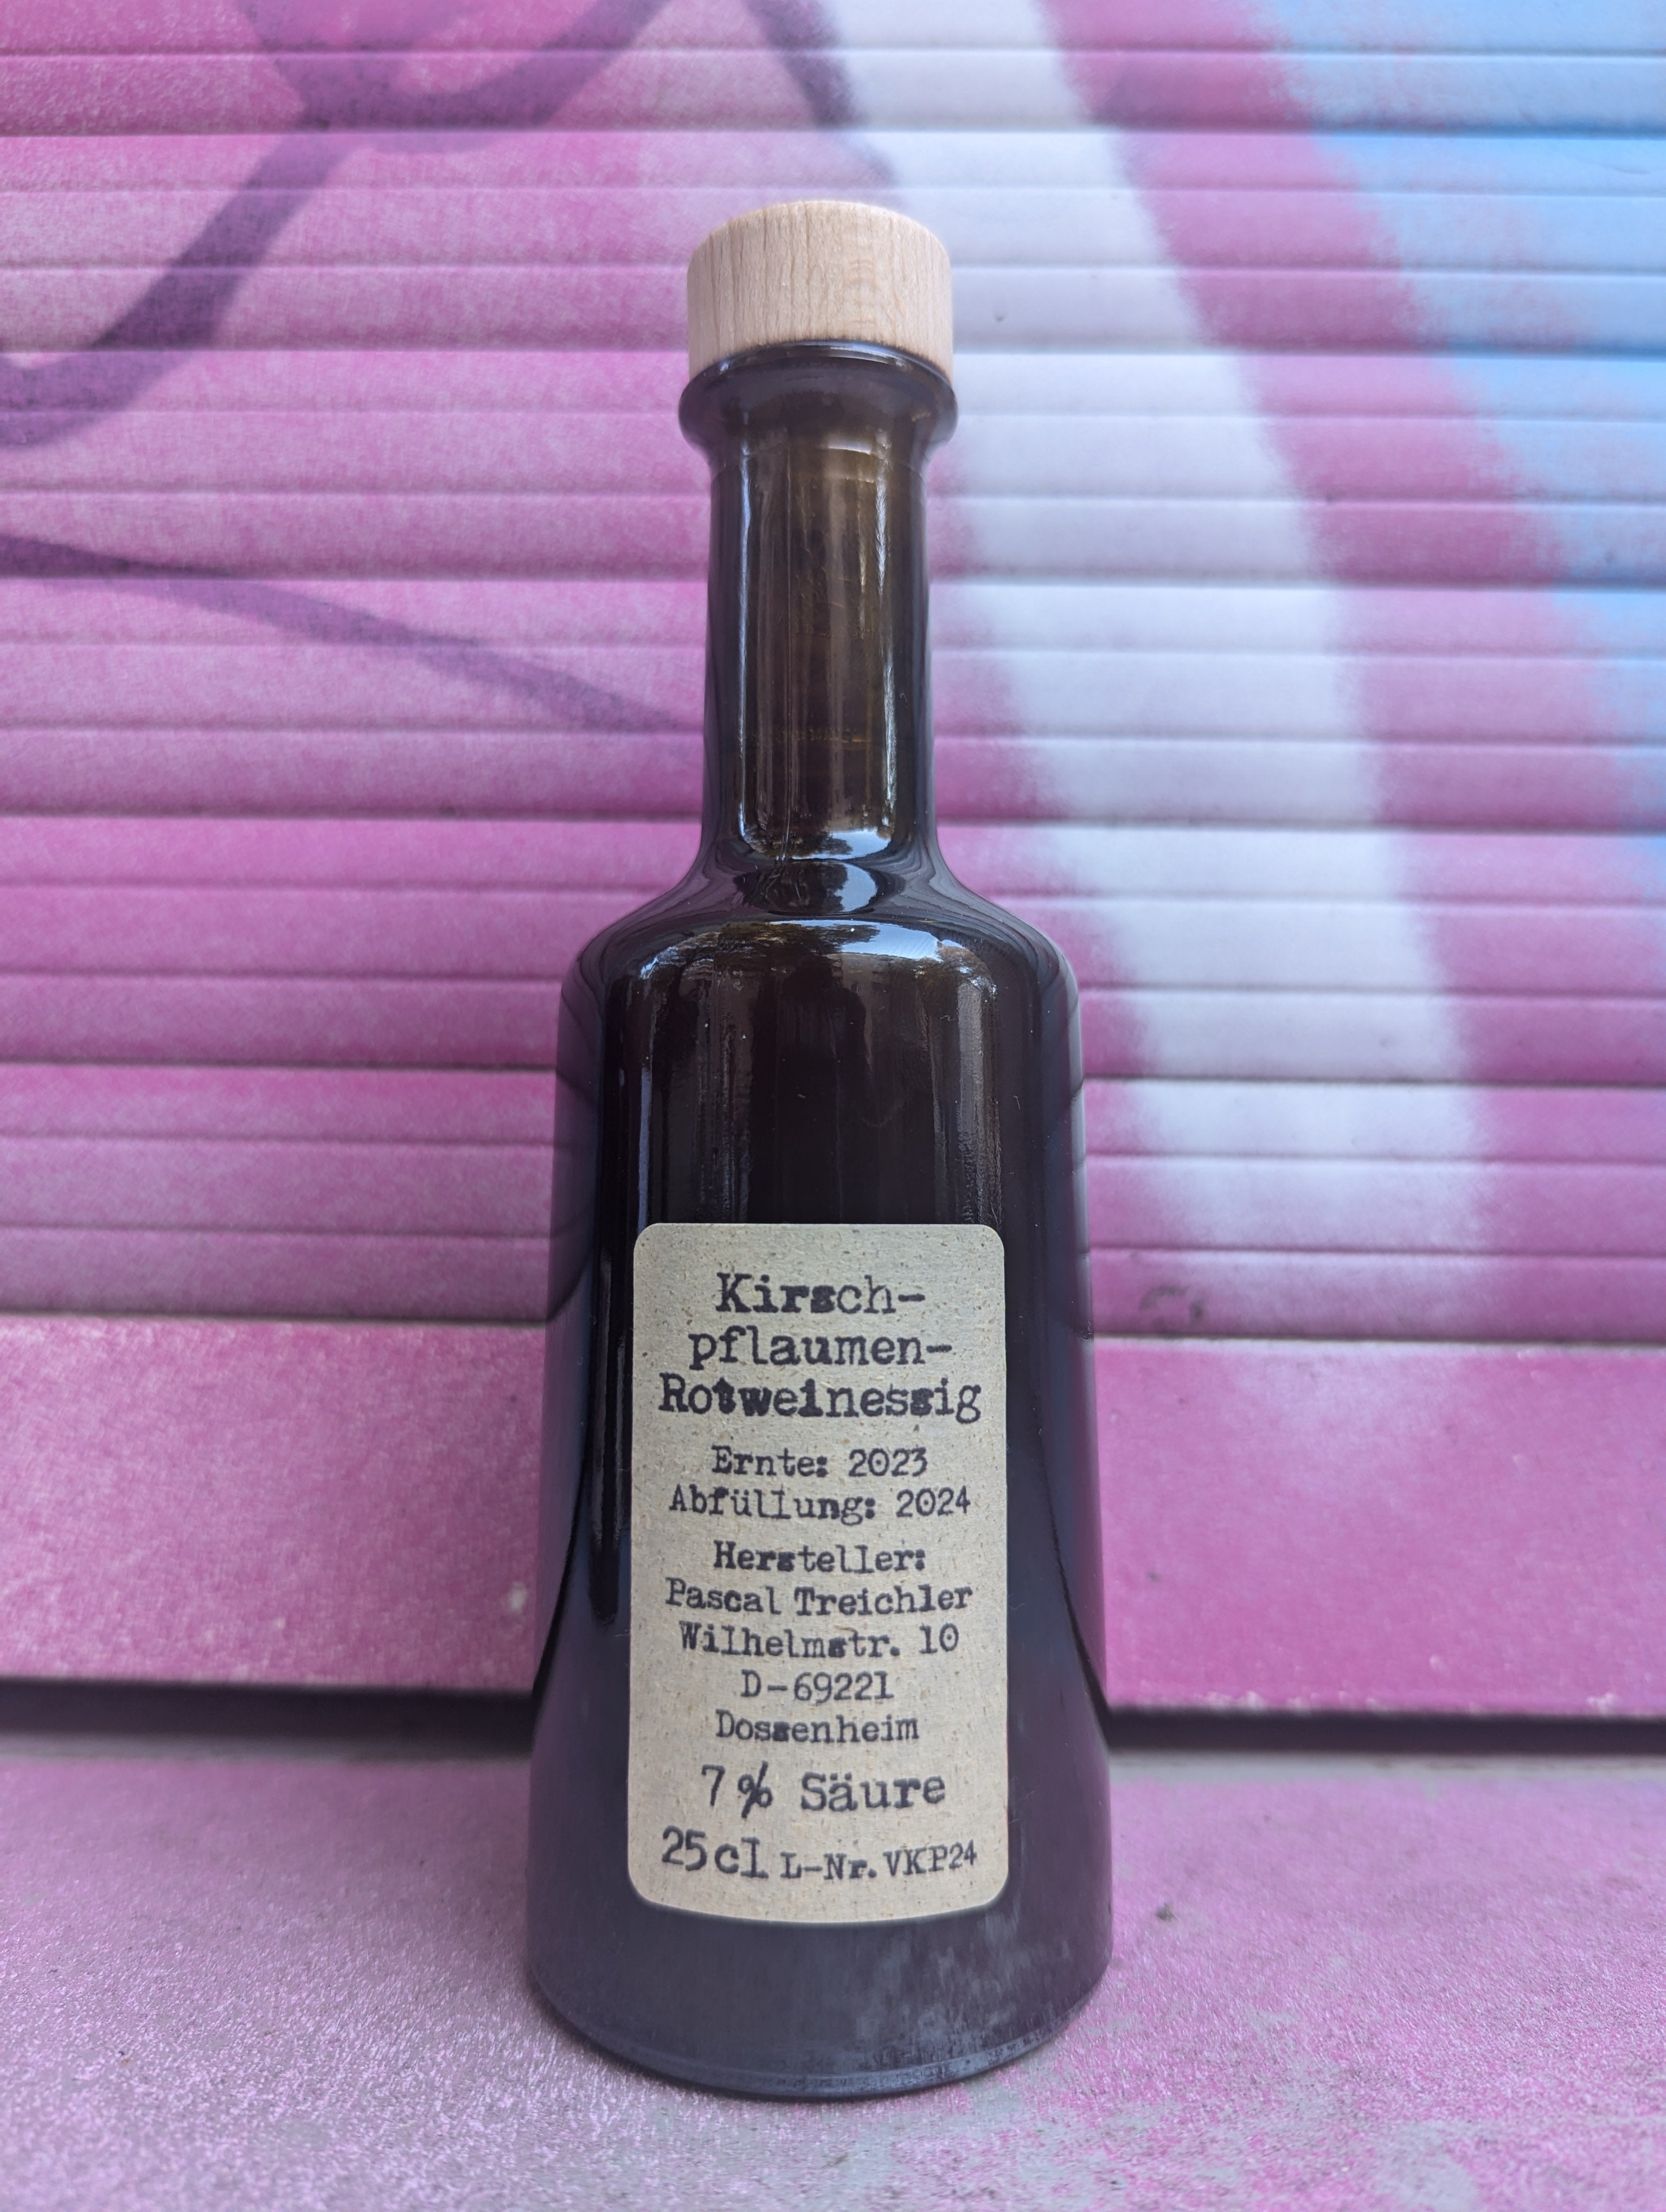 Kirsch-
pflaumen-
Rotweinessig
Ernte: 2023
Abfüllung: 2024
Hersteller:
Pascal Treichler
Wilhelmstr. 10
D-69221
Dossenheim
7% Säure
25cl L-Nr. VKP24